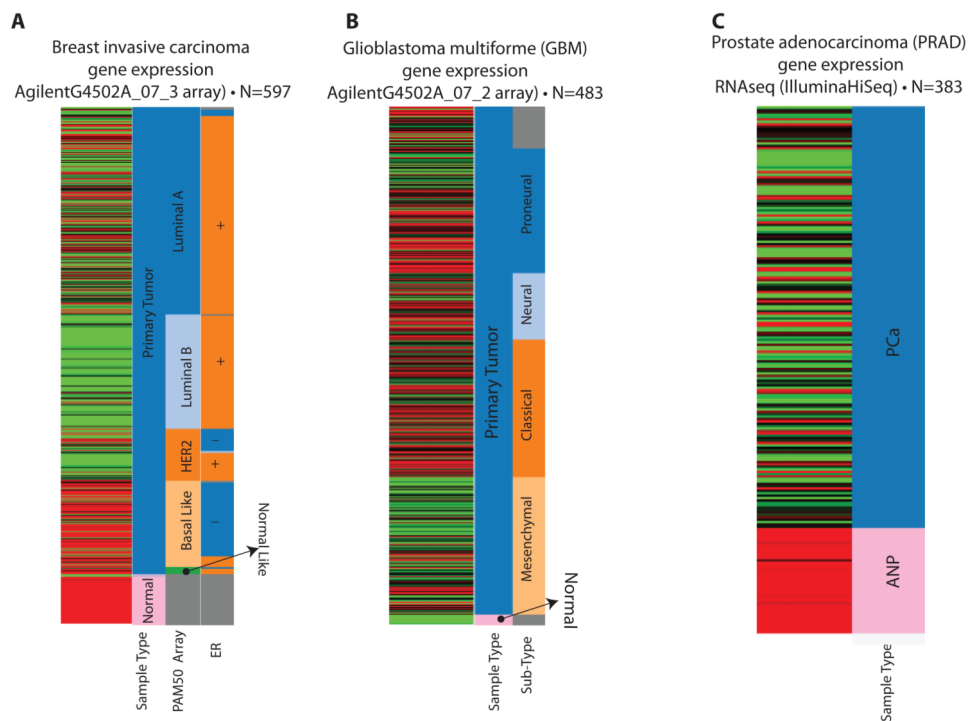 A
Breast invasive carcinoma
gene expression
AgilentG4502A_07_3 array) • N=597
Primary Tumor
Normal
Luminal A
Luminal B
HER2
Basal Like
+
+
–
+
–
Normal Like
Sample Type
PAM50 Array
ER
B
Glioblastoma multiforme (GBM)
gene expression
AgilentG4502A_07_2 array) • N=483
Primary Tumor
Proneural
Neural
Classical
Mesenchymal
Normal
Sample Type
Sub-Type
C
Prostate adenocarcinoma (PRAD)
gene expression
RNAseq (IlluminaHiSeq) • N=383
PCa
ANP
Sample Type